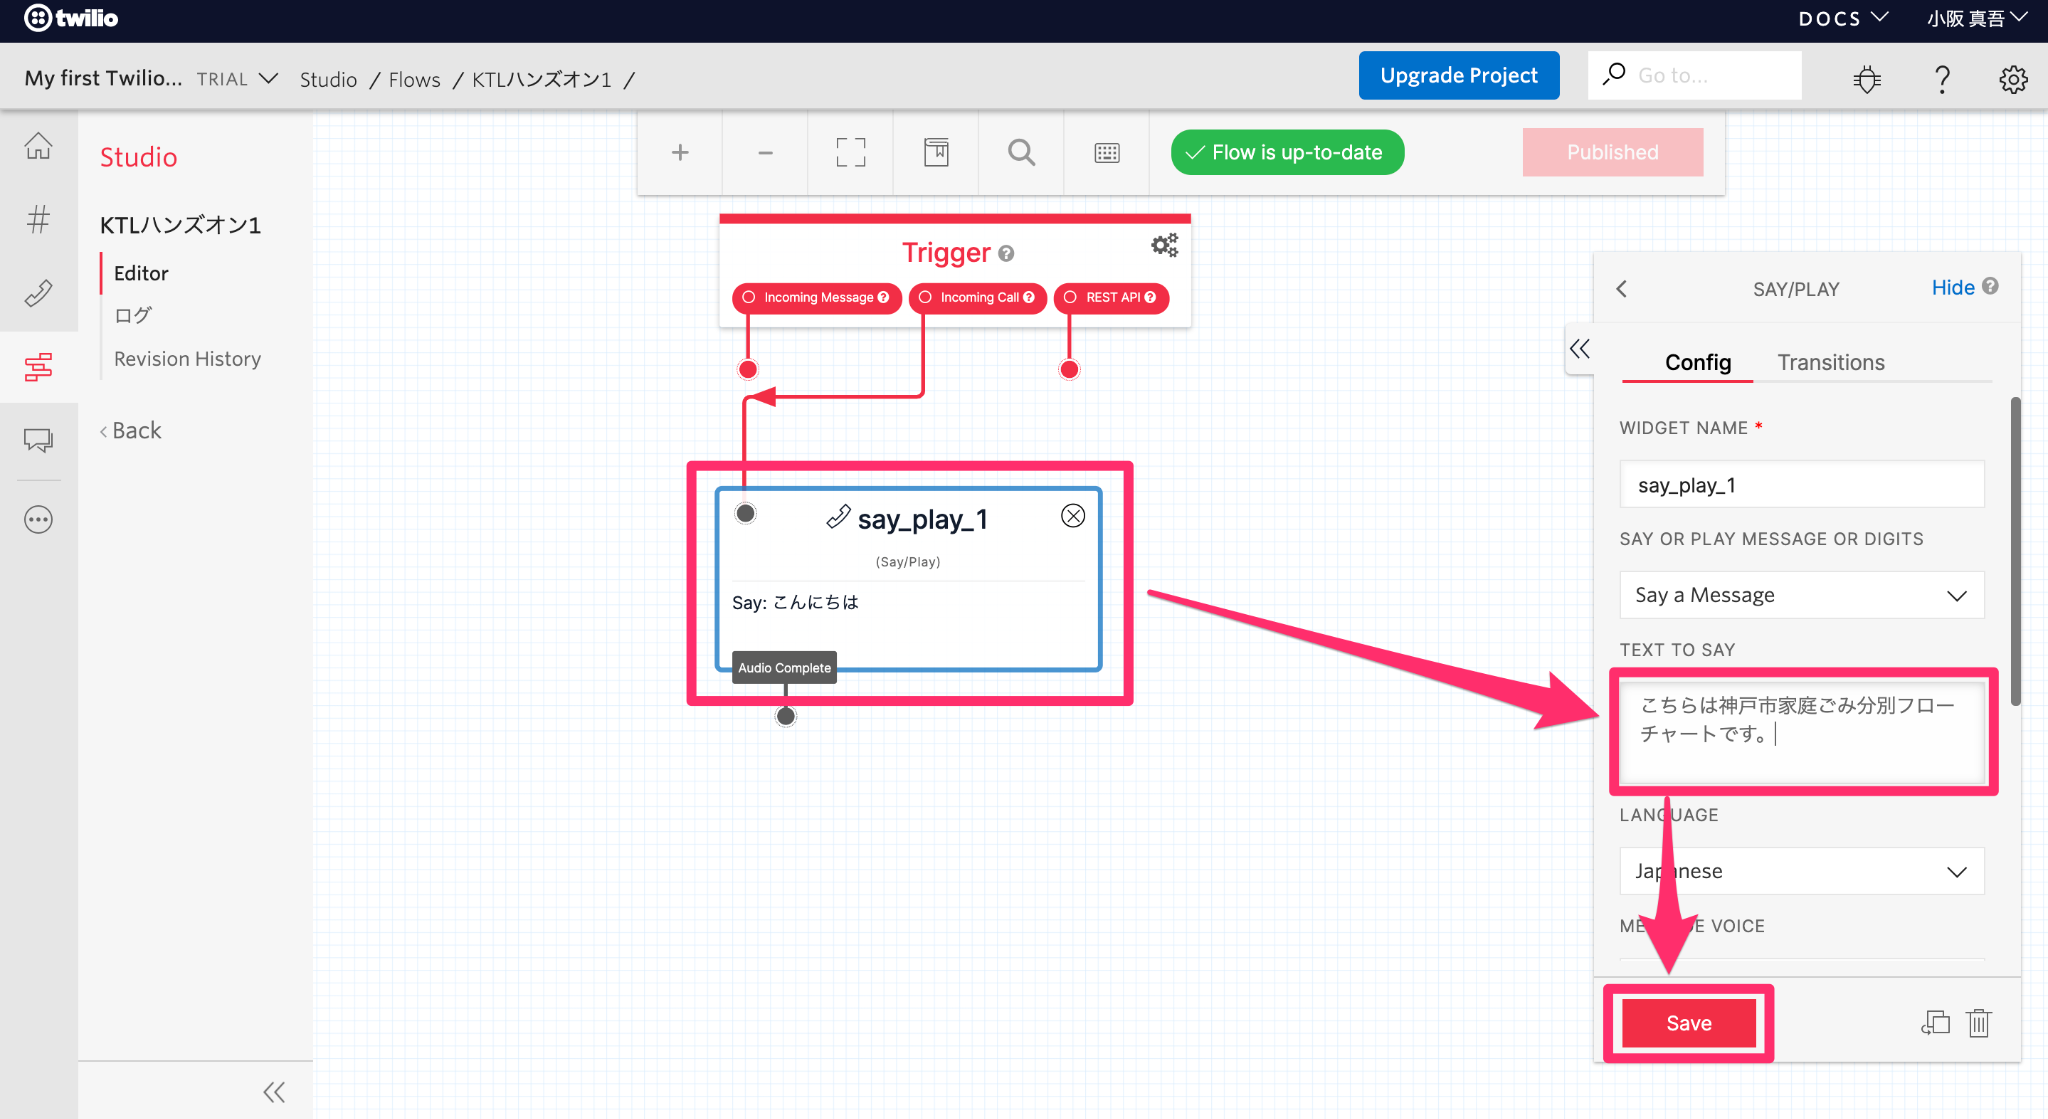 twilio
DOCS
小阪 真吾
My first Twilio... TRIAL
Studio / Flows / KTLハンズオン1 /
Upgrade Project
Go to...
Studio
KTLハンズオン1
Editor
ログ
Revision History
Back
Flow is up-to-date
Published
Trigger
Incoming Message
Incoming Call
REST API
say_play_1
(Say/Play)
Say: こんにちは
Audio Complete
SAY/PLAY
Hide
Config
Transitions
WIDGET NAME *
say_play_1
SAY OR PLAY MESSAGE OR DIGITS
Say a Message
TEXT TO SAY
こちらは神戸市家庭ごみ分別フロー
チャートです。
LANGUAGE
Japanese
VOICE
Save